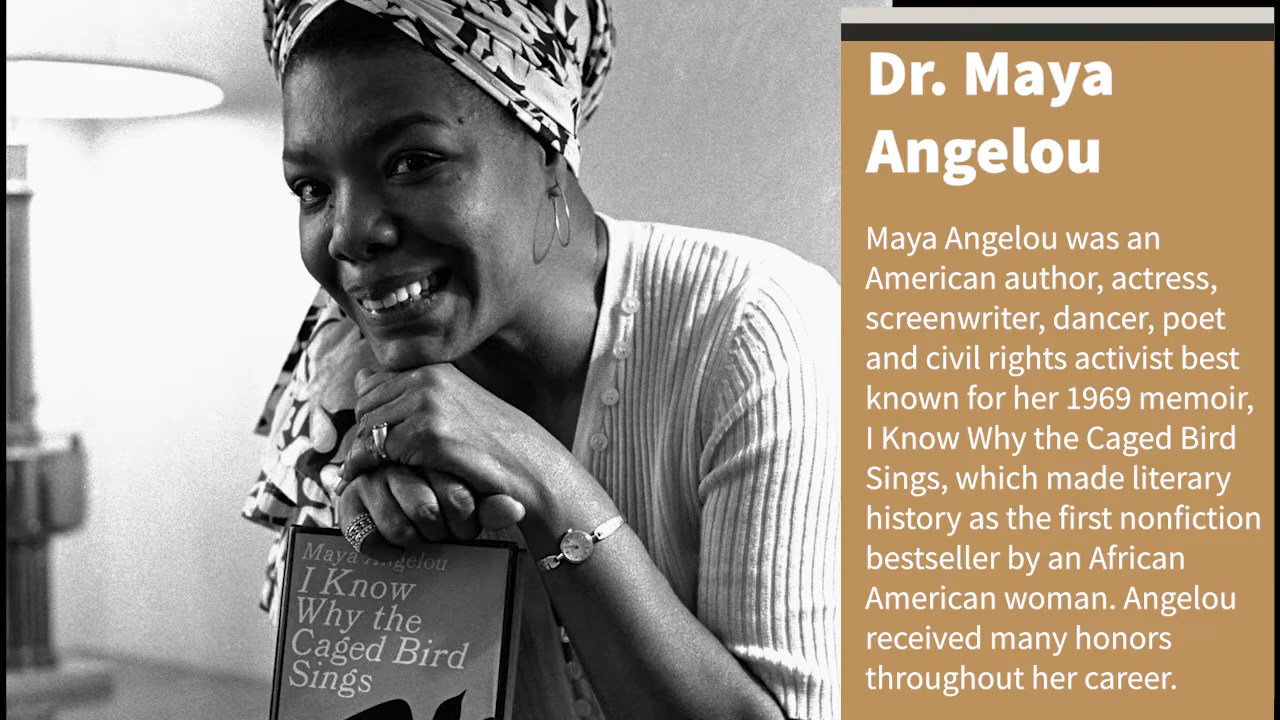 Dr. Maya
Angelou
Maya Angelou was an
American author, actress,
screenwriter, dancer, poet
and civil rights activist best
known for her 1969 memoir,
I Know Why the Caged Bird
Sings, which made literary
history as the first nonfiction
bestseller by an African
American woman. Angelou
received many honors
throughout her career.
Maya Angelou
I Know
Why the
Caged Bird
Sings